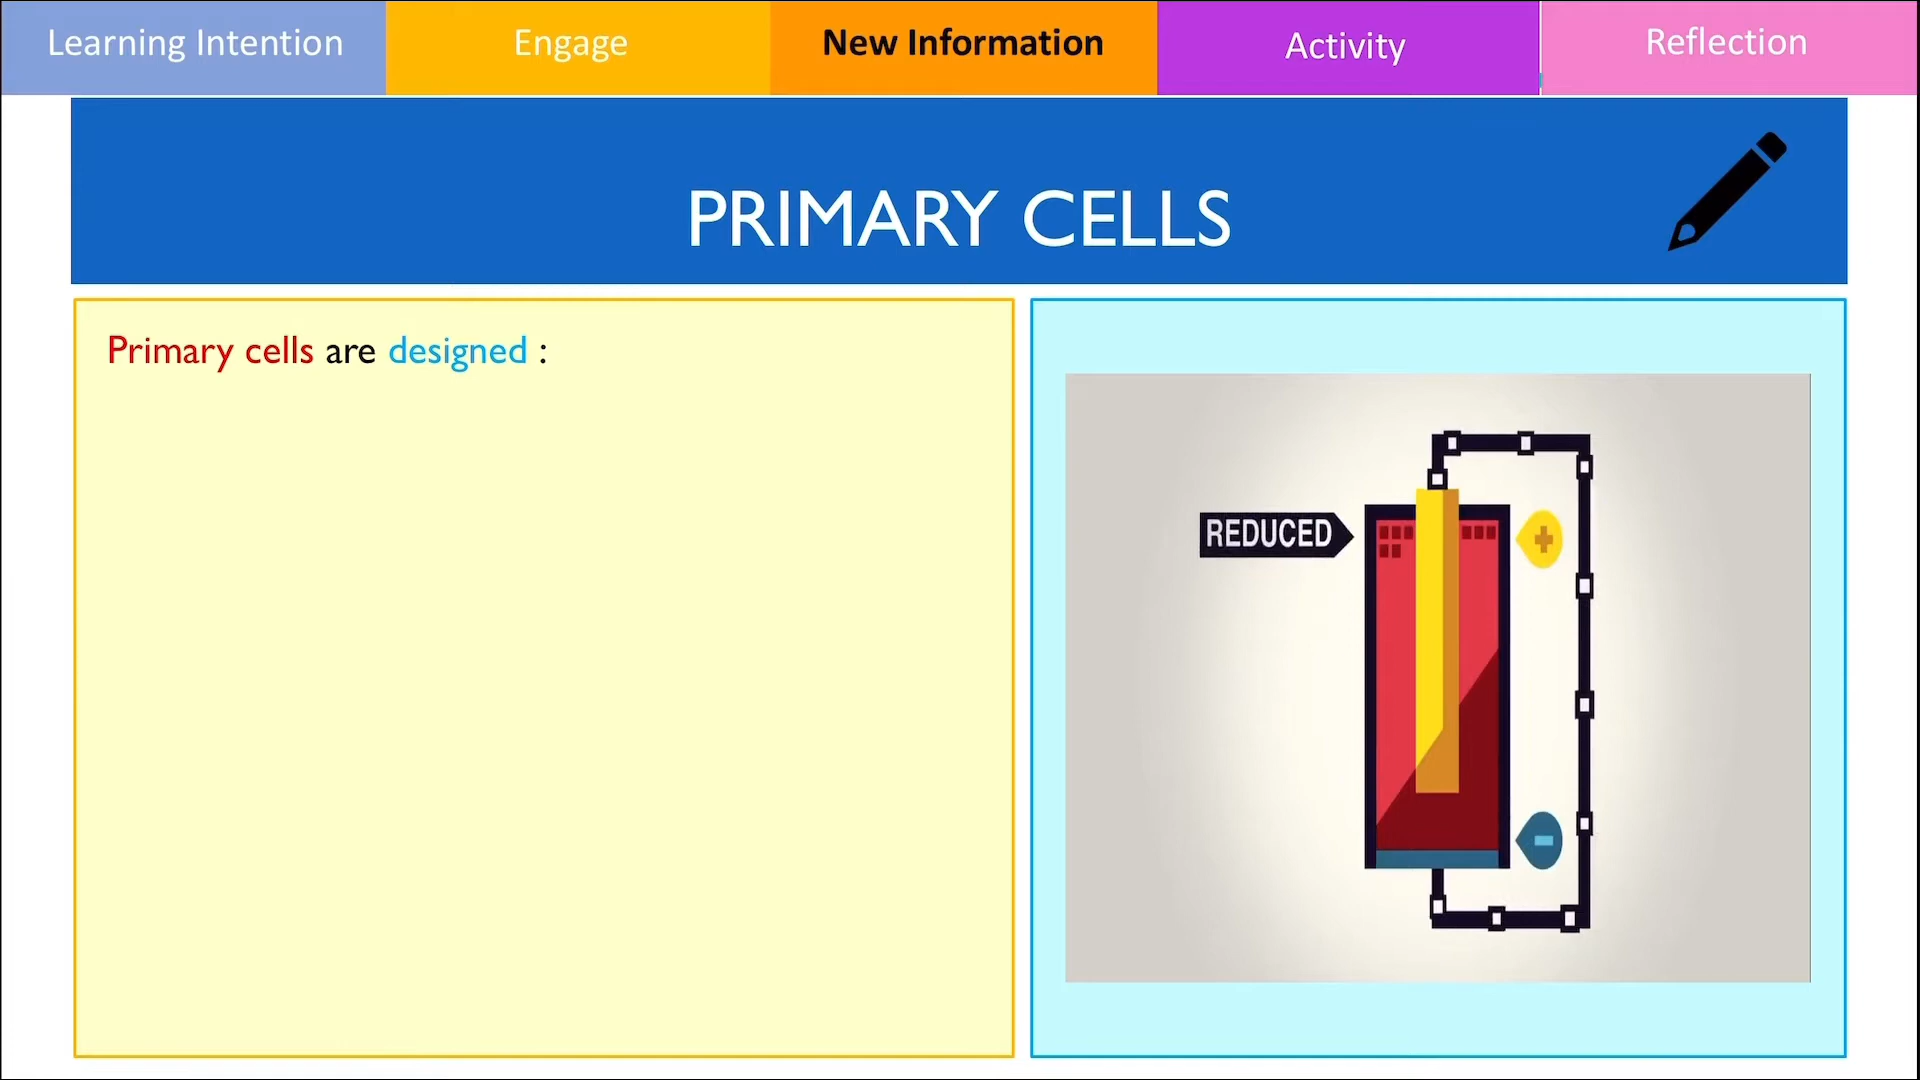 Learning Intention
Engage
New Information
Activity
Reflection
PRIMARY CELLS
Primary cells are designed :
REDUCED
+
-